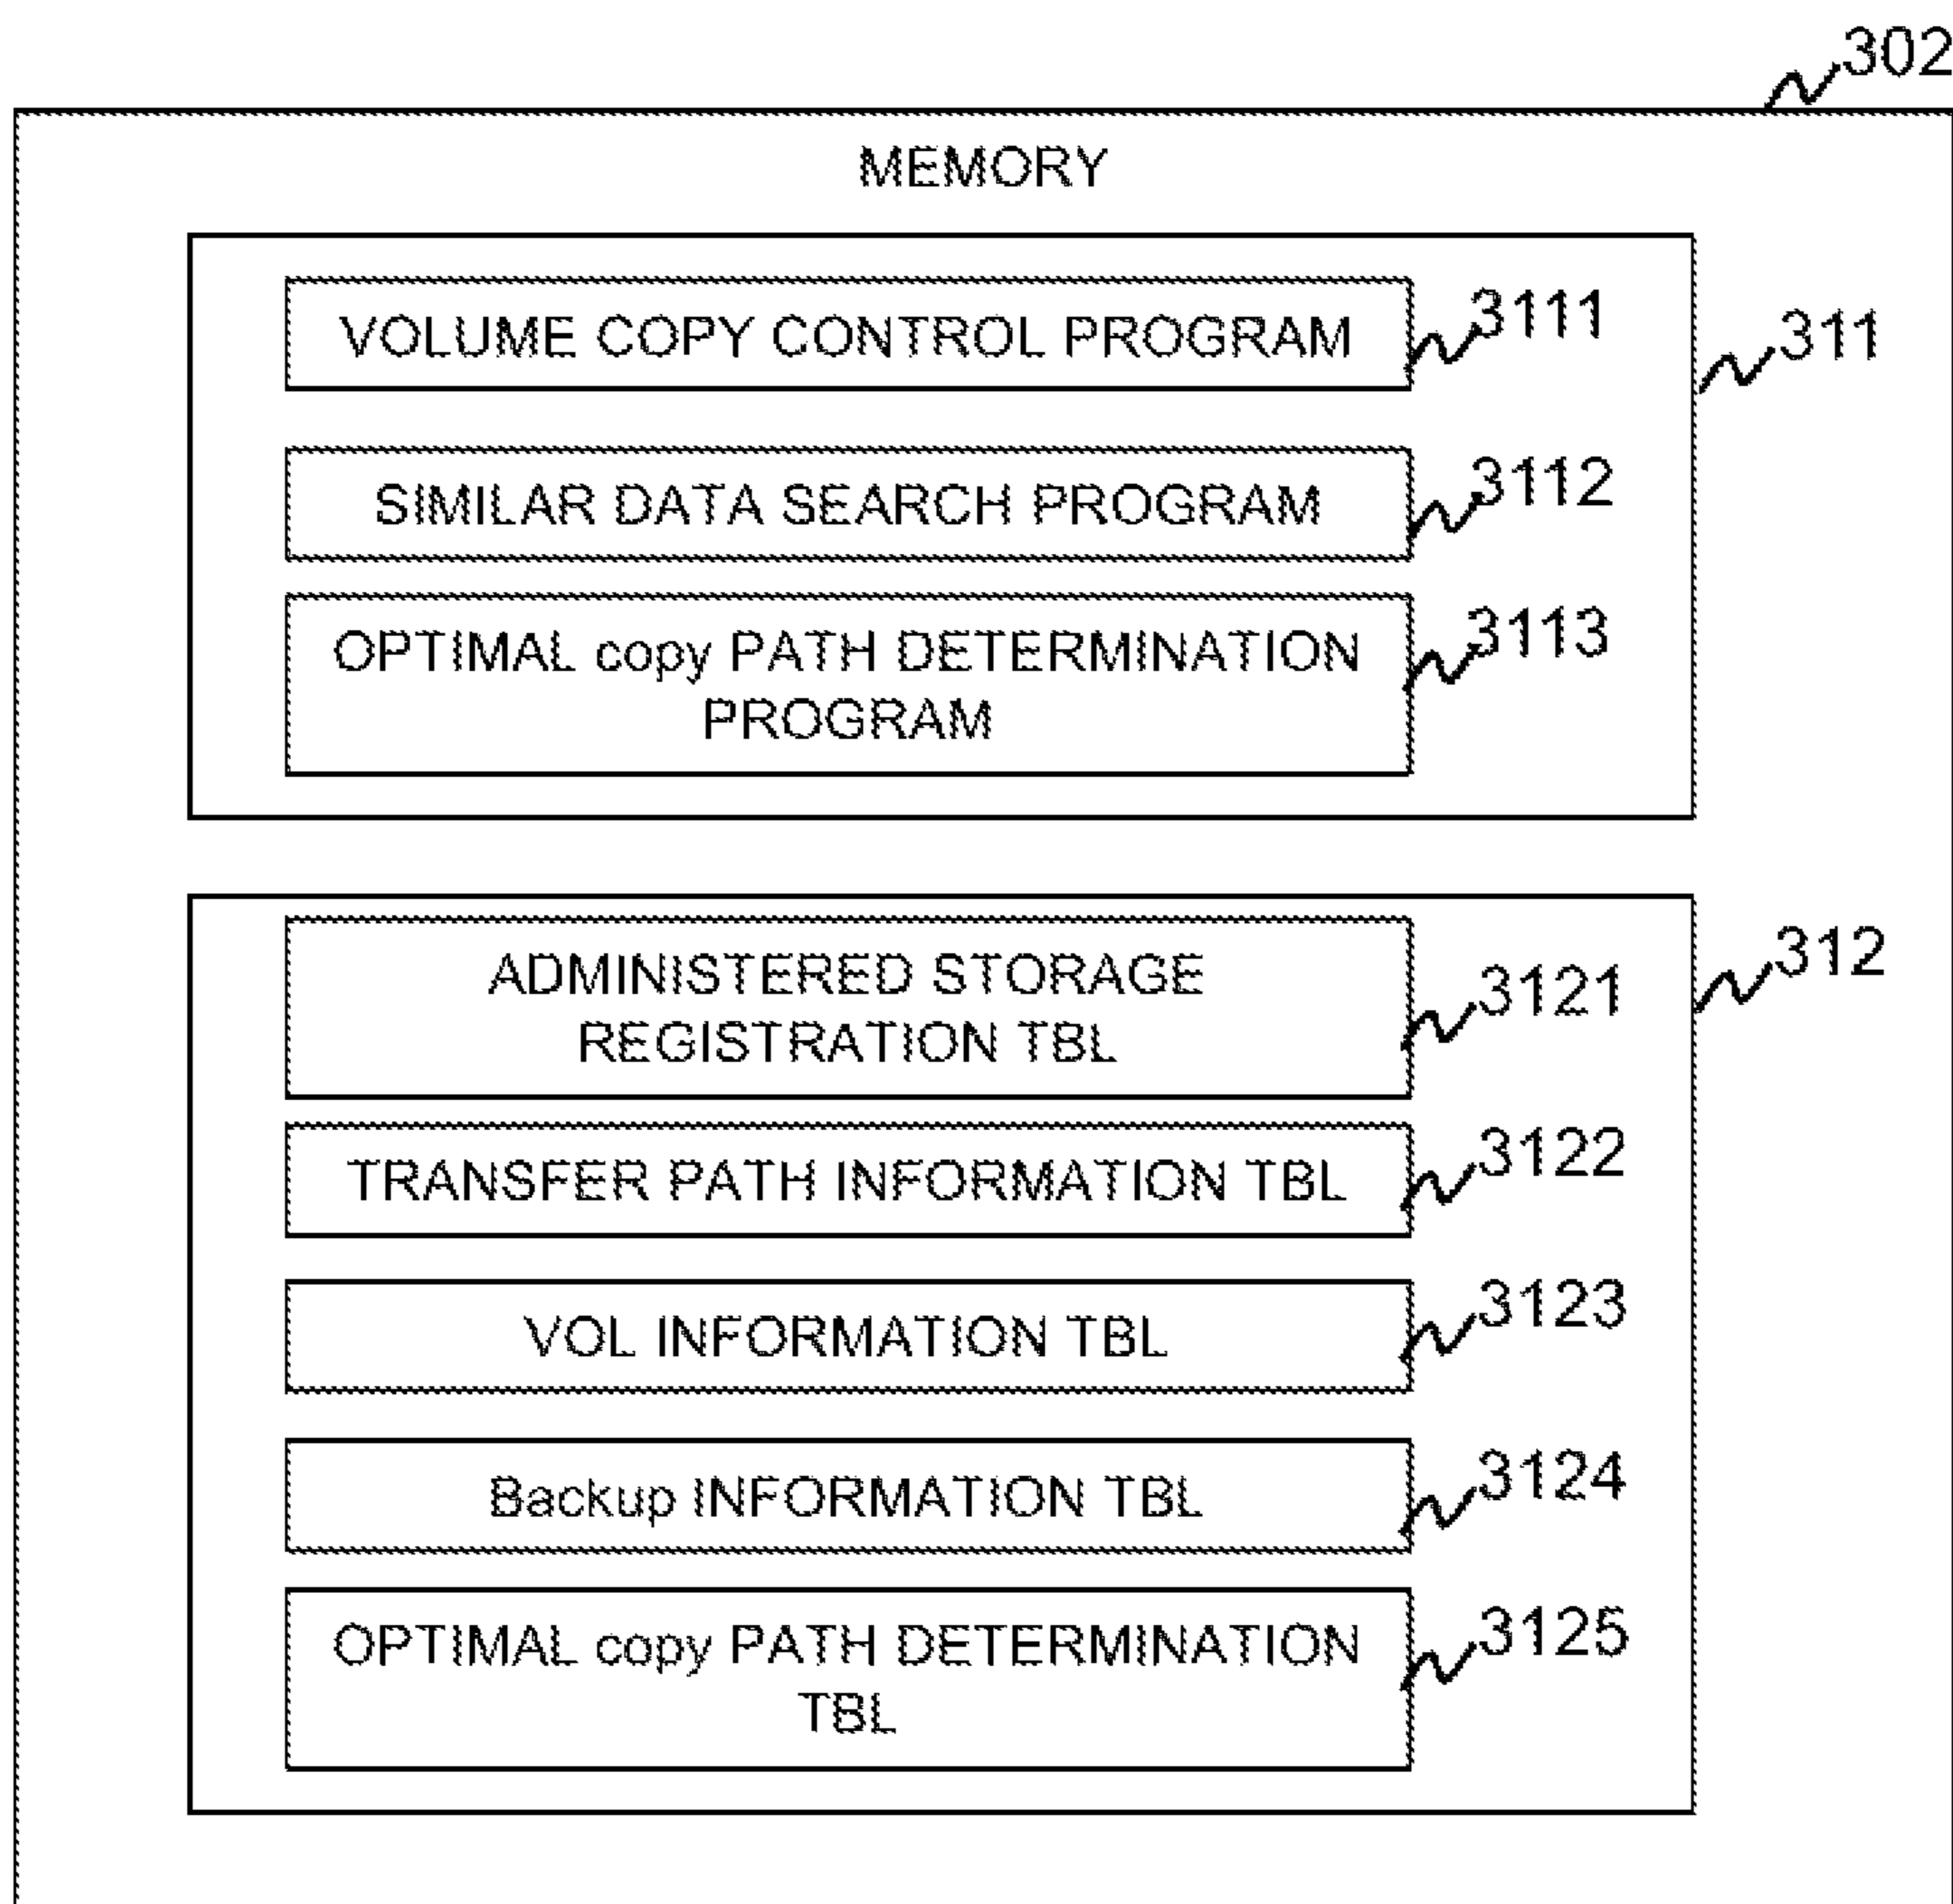 302
MEMORY
VOLUME COPY CONTROL PROGRAM
3111
311
SIMILAR DATA SEARCH PROGRAM
3112
OPTIMAL copy PATH DETERMINATION
PROGRAM
3113
ADMINISTERED STORAGE
REGISTRATION TBL
3121
312
TRANSFER PATH INFORMATION TBL
3122
VOL INFORMATION TBL
3123
Backup INFORMATION TBL
3124
OPTIMAL copy PATH DETERMINATION
TBL
3125